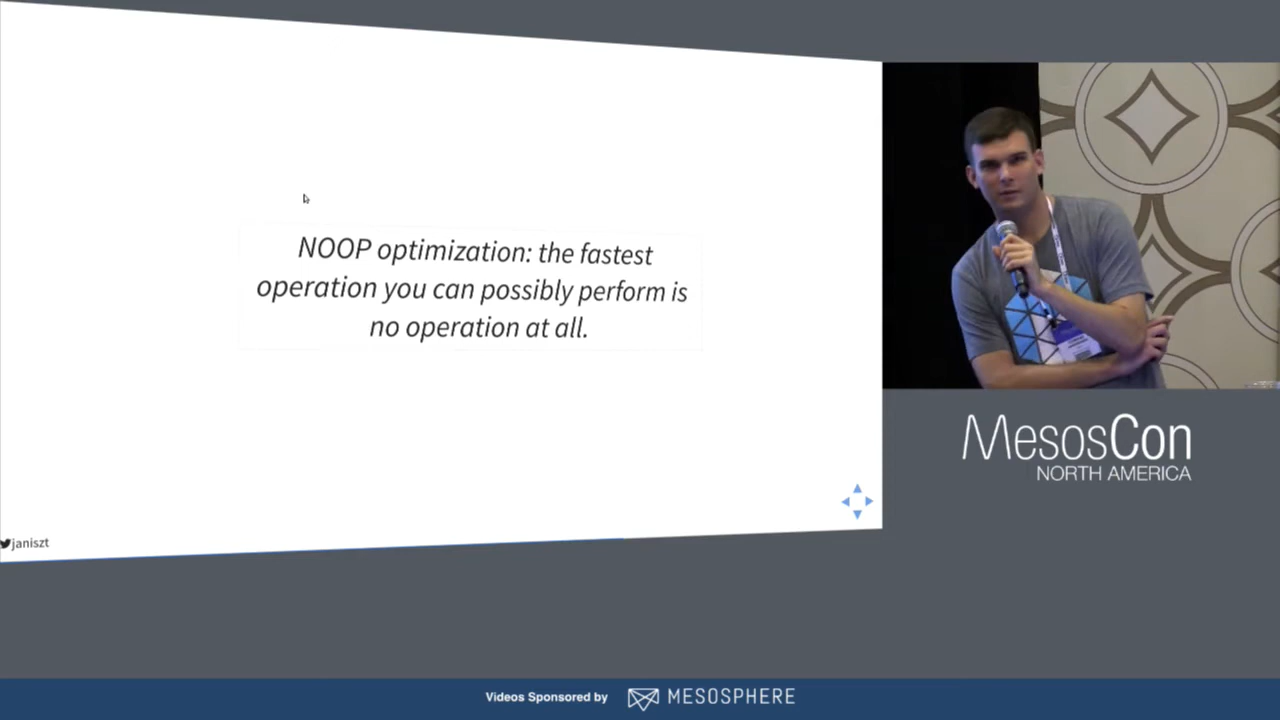 NOOP optimization: the fastest
operation you can possibly perform is
no operation at all.
janiszt
MesosCon
NORTH AMERICA
Videos Sponsored by MESOSPHERE